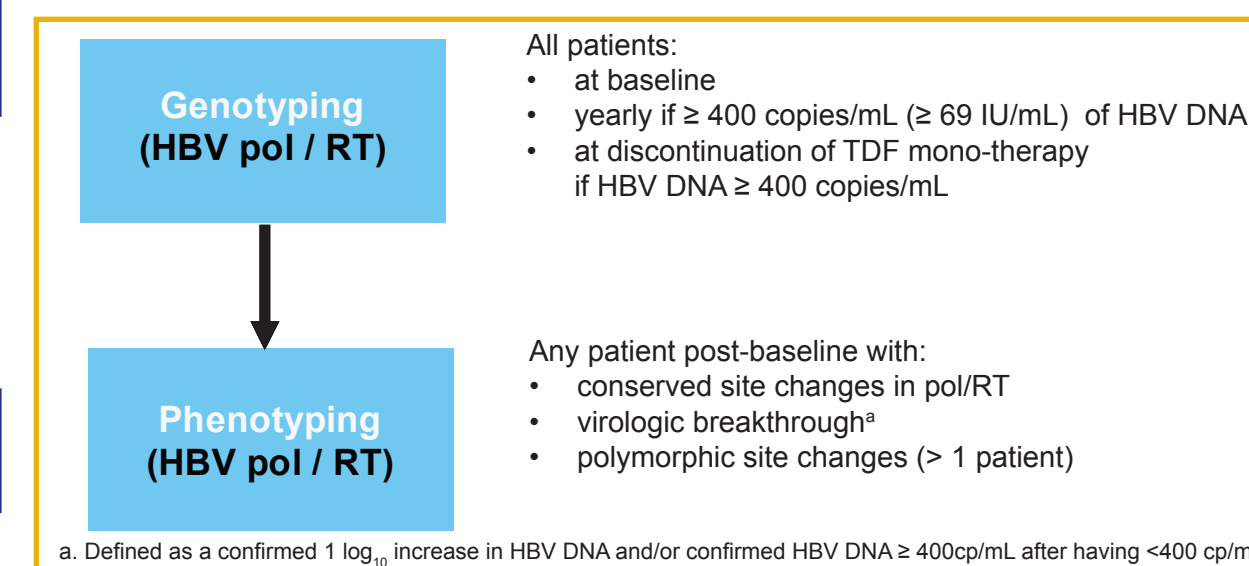 Genotyping
(HBV pol / RT)
All patients:
• at baseline
• yearly if ≥ 400 copies/mL (≥ 69 IU/mL) of HBV DNA
• at discontinuation of TDF mono-therapy
if HBV DNA ≥ 400 copies/mL
Phenotyping
(HBV pol / RT)
Any patient post-baseline with:
• conserved site changes in pol/RT
• virologic breakthroughᵃ
• polymorphic site changes (> 1 patient)
a. Defined as a confirmed 1 log₁₀ increase in HBV DNA and/or confirmed HBV DNA ≥ 400cp/mL after having <400